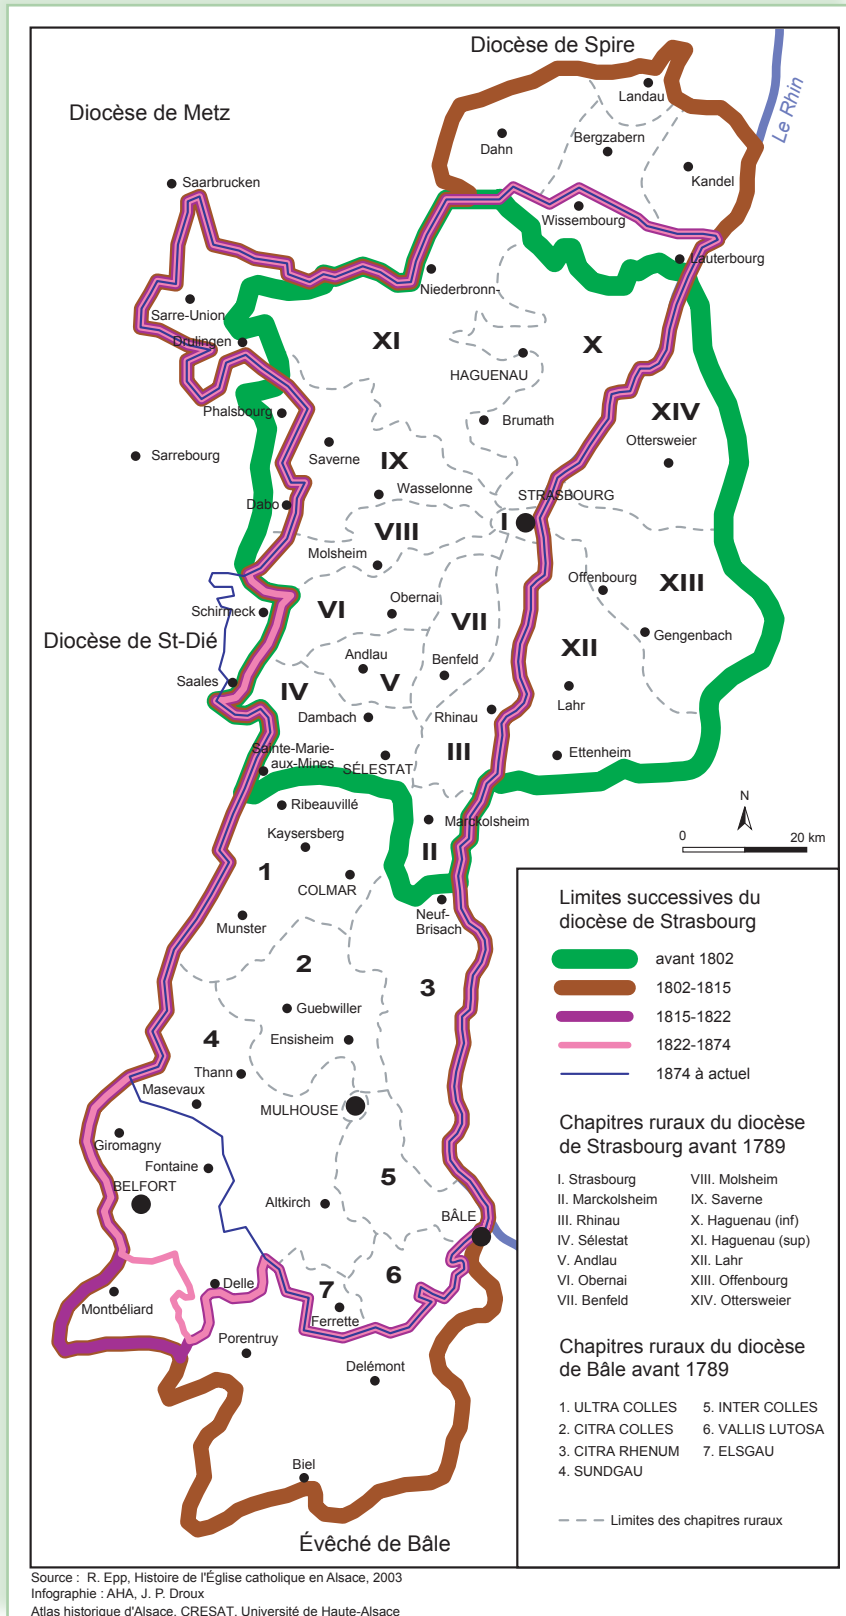 Diocèse de Spire
Diocèse de Metz
Le Rhin
Landau
Dahn
Bergzabern
Kandel
Saarbrucken
Wissembourg
Lauterbourg
Niederbronn-
Sarre-Union
Drulingen
XI
X
HAGUENAU
XIV
Phalsbourg
Brumath
Ottersweier
Saverne
Sarrebourg
IX
Wasselonne
STRASBOURG
Dabo
I
VIII
Molsheim
Offenbourg
XIII
Schirmeck
VI
Obernai
VII
Gengenbach
Diocèse de St-Dié
XII
Andlau
Benfeld
Saales
V
IV
Lahr
Dambach
Rhinau
Sainte-Marie-
aux-Mines
SÉLESTAT
III
Ettenheim
Ribeauvillé
Marckolsheim
N
0
20 km
Kaysersberg
II
1
COLMAR
Neuf-
Brisach
Munster
2
3
Guebwiller
4
Ensisheim
Thann
Masevaux
MULHOUSE
Giromagny
Fontaine
5
BELFORT
Altkirch
BÂLE
6
Delle
7
Montbéliard
Ferrette
Porentruy
Delémont
Biel
Évêché de Bâle
Limites successives du
diocèse de Strasbourg
avant 1802
1802-1815
1815-1822
1822-1874
1874 à actuel
Chapitres ruraux du diocèse
de Strasbourg avant 1789
I. Strasbourg
II. Marckolsheim
III. Rhinau
IV. Sélestat
V. Andlau
VI. Obernai
VII. Benfeld
VIII. Molsheim
IX. Saverne
X. Haguenau (inf)
XI. Haguenau (sup)
XII. Lahr
XIII. Offenbourg
XIV. Ottersweier
Chapitres ruraux du diocèse
de Bâle avant 1789
1. ULTRA COLLES
2. CITRA COLLES
3. CITRA RHENUM
4. SUNDGAU
5. INTER COLLES
6. VALLIS LUTOSA
7. ELSGAU
Limites des chapitres ruraux
Source : R. Epp, Histoire de l'Église catholique en Alsace, 2003
Infographie : AHA, J. P. Droux
Atlas historique d'Alsace, CRESAT, Université de Haute-Alsace